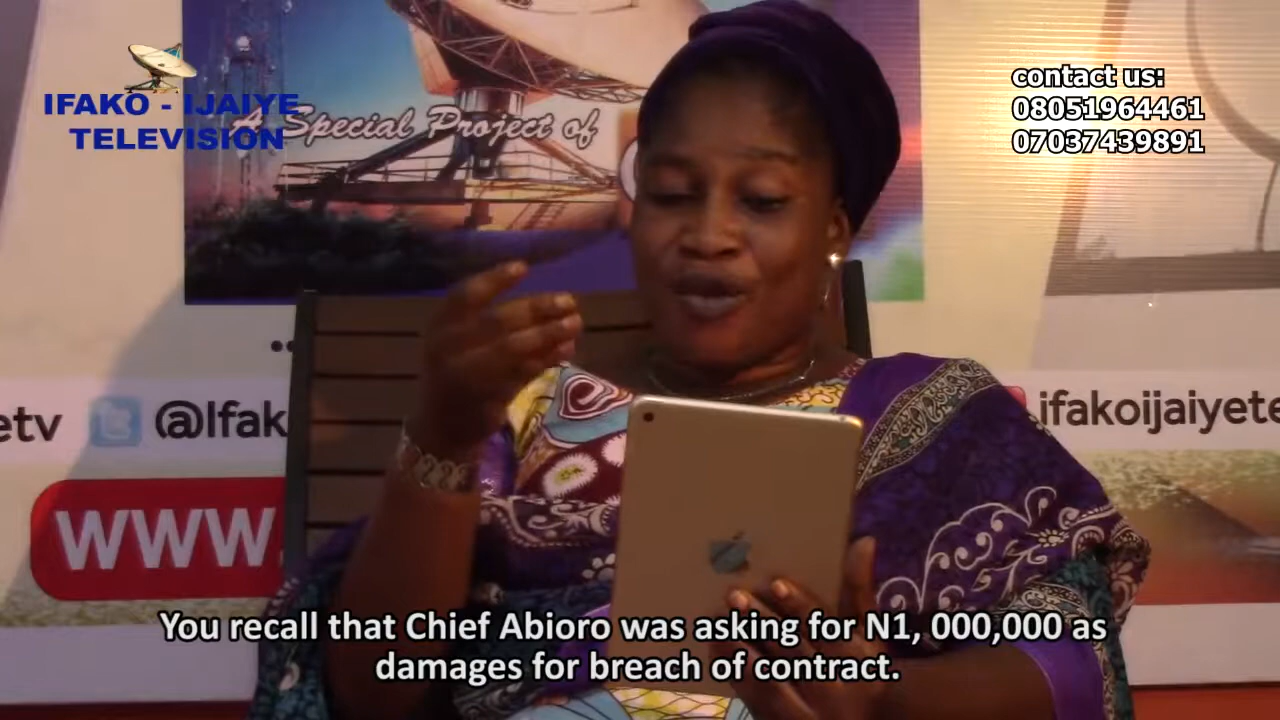 IFAKO - IJAIYE
TELEVISION
A Special Project of
contact us:
08051964461
07037439891
etv @Ifak
ifakoijaiyete
www.
You recall that Chief Abioro was asking for N1, 000,000 as
damages for breach of contract.